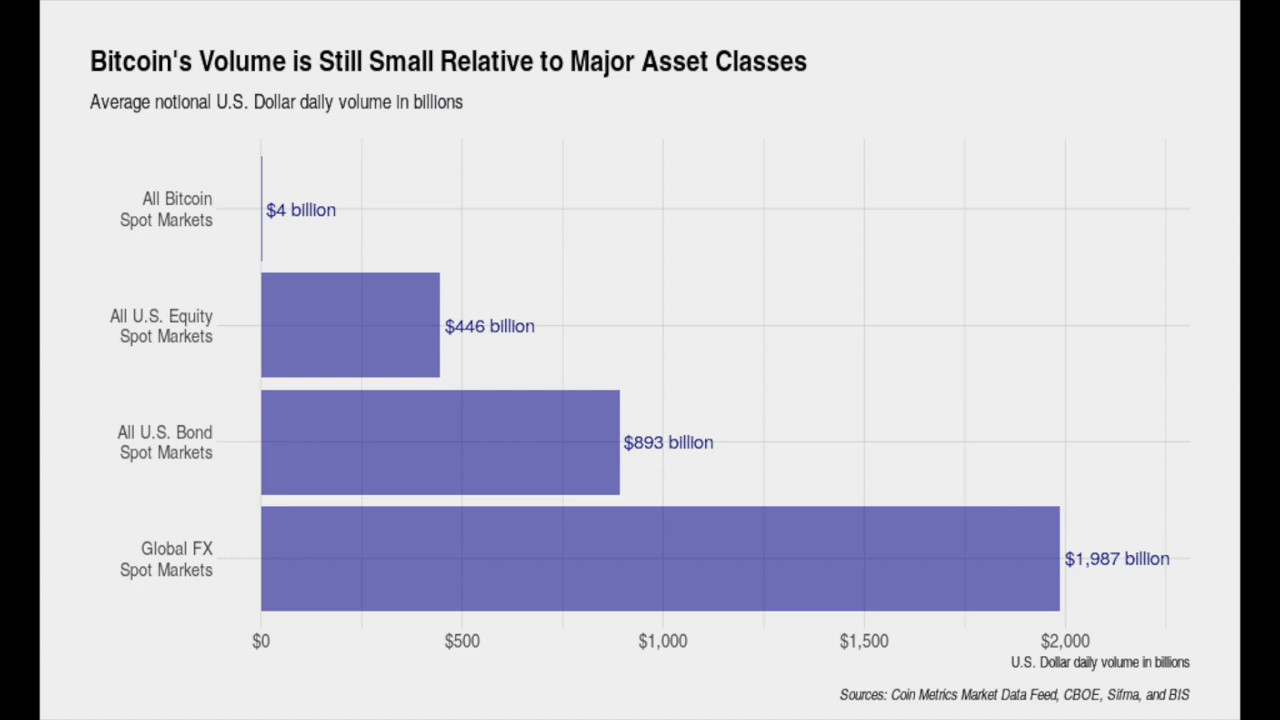 Bitcoin's Volume is Still Small Relative to Major Asset Classes
Average notional U.S. Dollar daily volume in billions
All Bitcoin
Spot Markets
$4 billion
All U.S. Equity
Spot Markets
$446 billion
All U.S. Bond
Spot Markets
$893 billion
Global FX
Spot Markets
$1,987 billion
$0 $500 $1,000 $1,500 $2,000
U.S. Dollar daily volume in billions
Sources: Coin Metrics Market Data Feed, CBOE, Sifma, and BIS